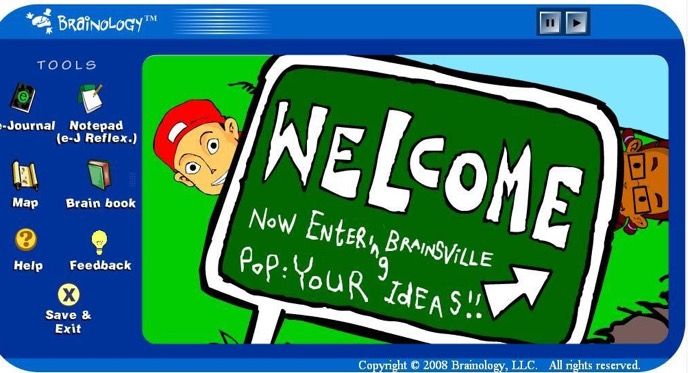 BRAINOLOGY™
TOOLS
e-Journal
Notepad
(e-J Reflex.)
Map
Brain book
Help
Feedback
X
Save &
Exit
WELCOME
NOW ENTERING BRAINSVILLE
POP: YOUR IDEAS!!
Copyright © 2008 Brainology, LLC. All rights reserved.